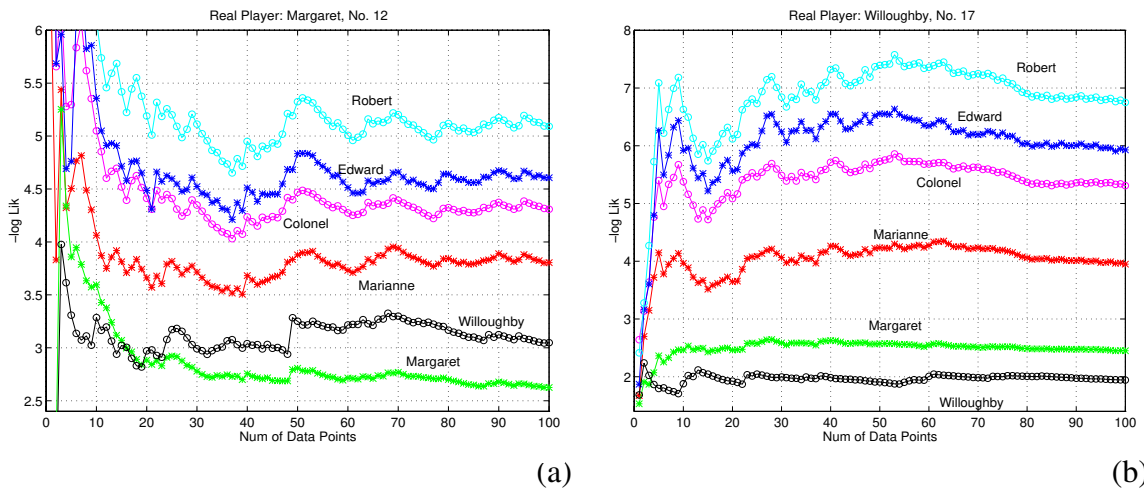 Real Player: Margaret, No. 12
6
5.5
5
4.5
4
3.5
3
2.5
−log Lik
Robert
Edward
Colonel
Marianne
Willoughby
Margaret
0 10 20 30 40 50 60 70 80 90 100
Num of Data Points
(a)
Real Player: Willoughby, No. 17
8
7
6
5
4
3
2
−log Lik
Robert
Edward
Colonel
Marianne
Margaret
Willoughby
0 10 20 30 40 50 60 70 80 90 100
Num of Data Points
(b)